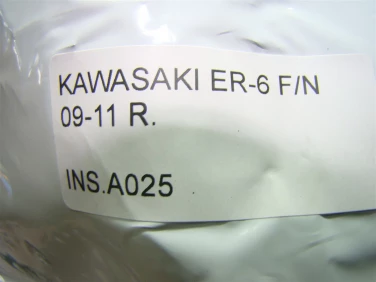 KAWASAKI ER-6 F/N
09-11 R.
INS.A025